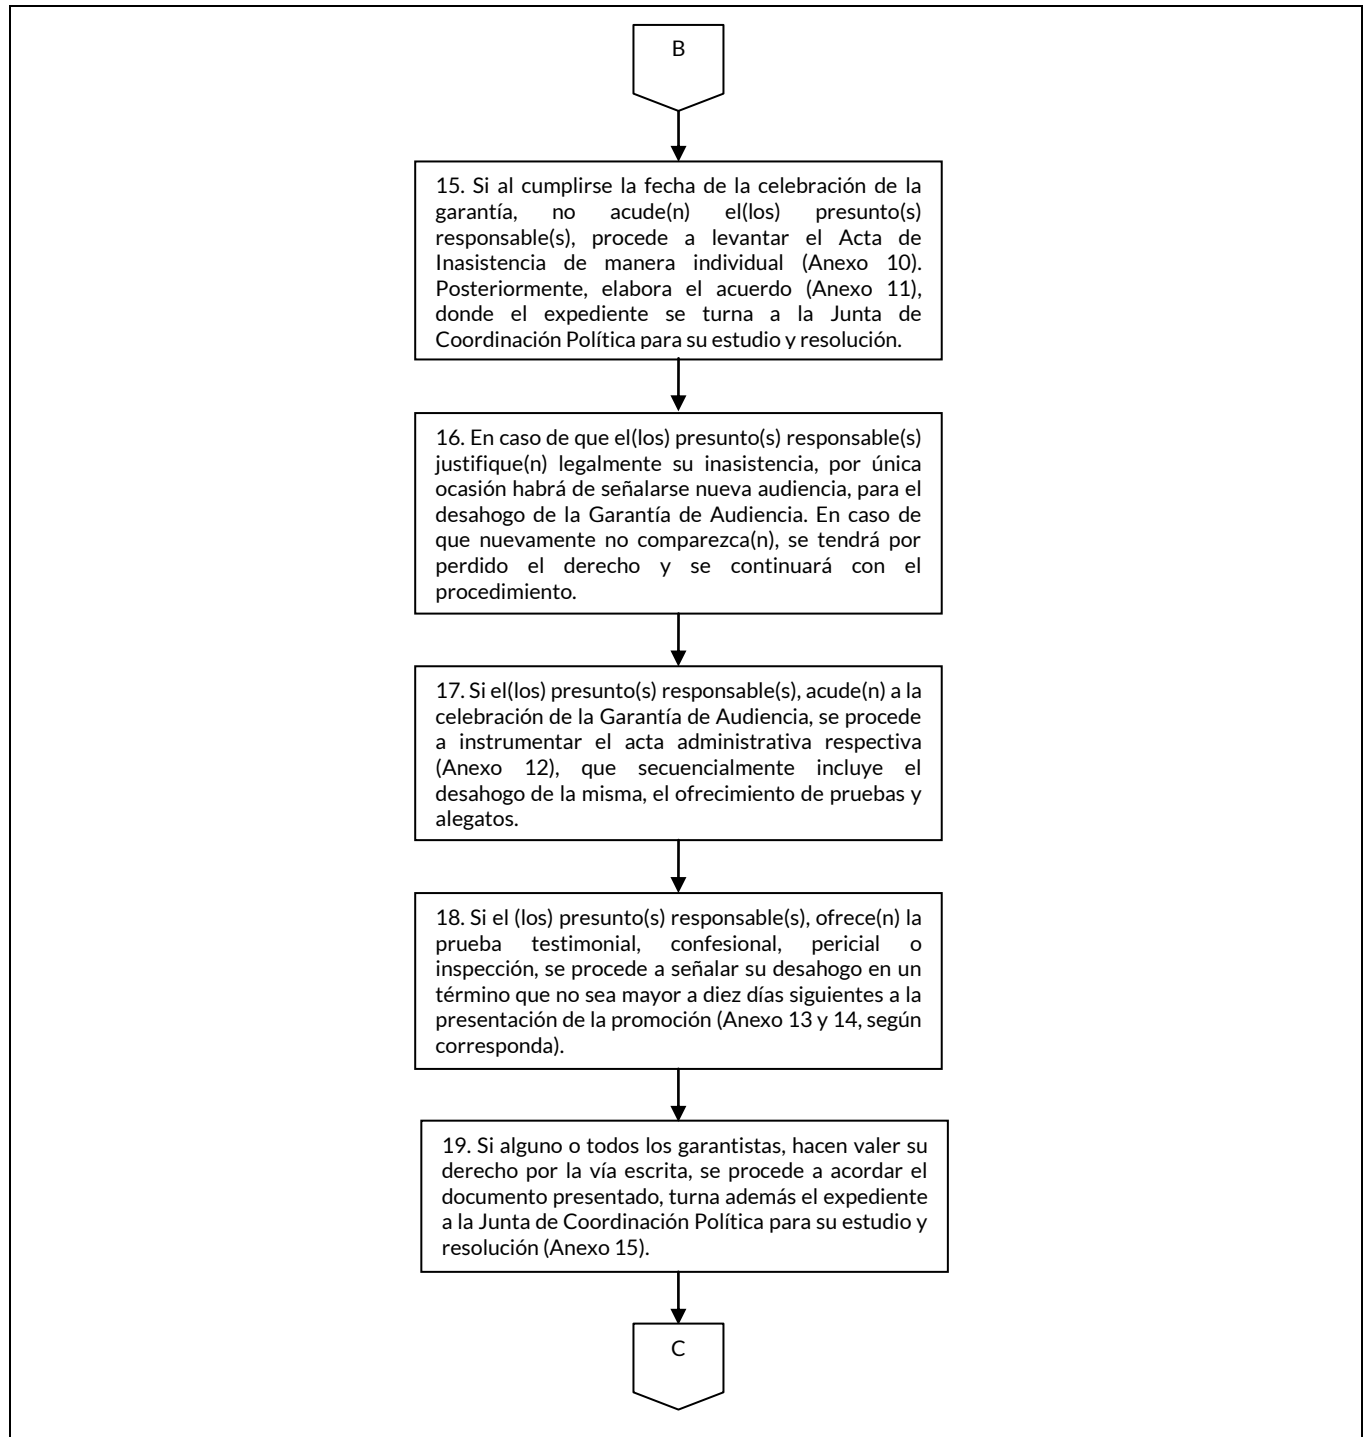 B
15. Si al cumplirse la fecha de la celebración de la
garantía, no acude(n) el(los) presunto(s)
responsable(s), procede a levantar el Acta de
Inasistencia de manera individual (Anexo 10).
Posteriormente, elabora el acuerdo (Anexo 11),
donde el expediente se turna a la Junta de
Coordinación Política para su estudio y resolución.
16. En caso de que el(los) presunto(s) responsable(s)
justifique(n) legalmente su inasistencia, por única
ocasión habrá de señalarse nueva audiencia, para el
desahogo de la Garantía de Audiencia. En caso de
que nuevamente no comparezca(n), se tendrá por
perdido el derecho y se continuará con el
procedimiento.
17. Si el(los) presunto(s) responsable(s), acude(n) a la
celebración de la Garantía de Audiencia, se procede
a instrumentar el acta administrativa respectiva
(Anexo 12), que secuencialmente incluye el
desahogo de la misma, el ofrecimiento de pruebas y
alegatos.
18. Si el (los) presunto(s) responsable(s), ofrece(n) la
prueba testimonial, confesional, pericial o
inspección, se procede a señalar su desahogo en un
término que no sea mayor a diez días siguientes a la
presentación de la promoción (Anexo 13 y 14, según
corresponda).
19. Si alguno o todos los garantistas, hacen valer su
derecho por la vía escrita, se procede a acordar el
documento presentado, turna además el expediente
a la Junta de Coordinación Política para su estudio y
resolución (Anexo 15).
C